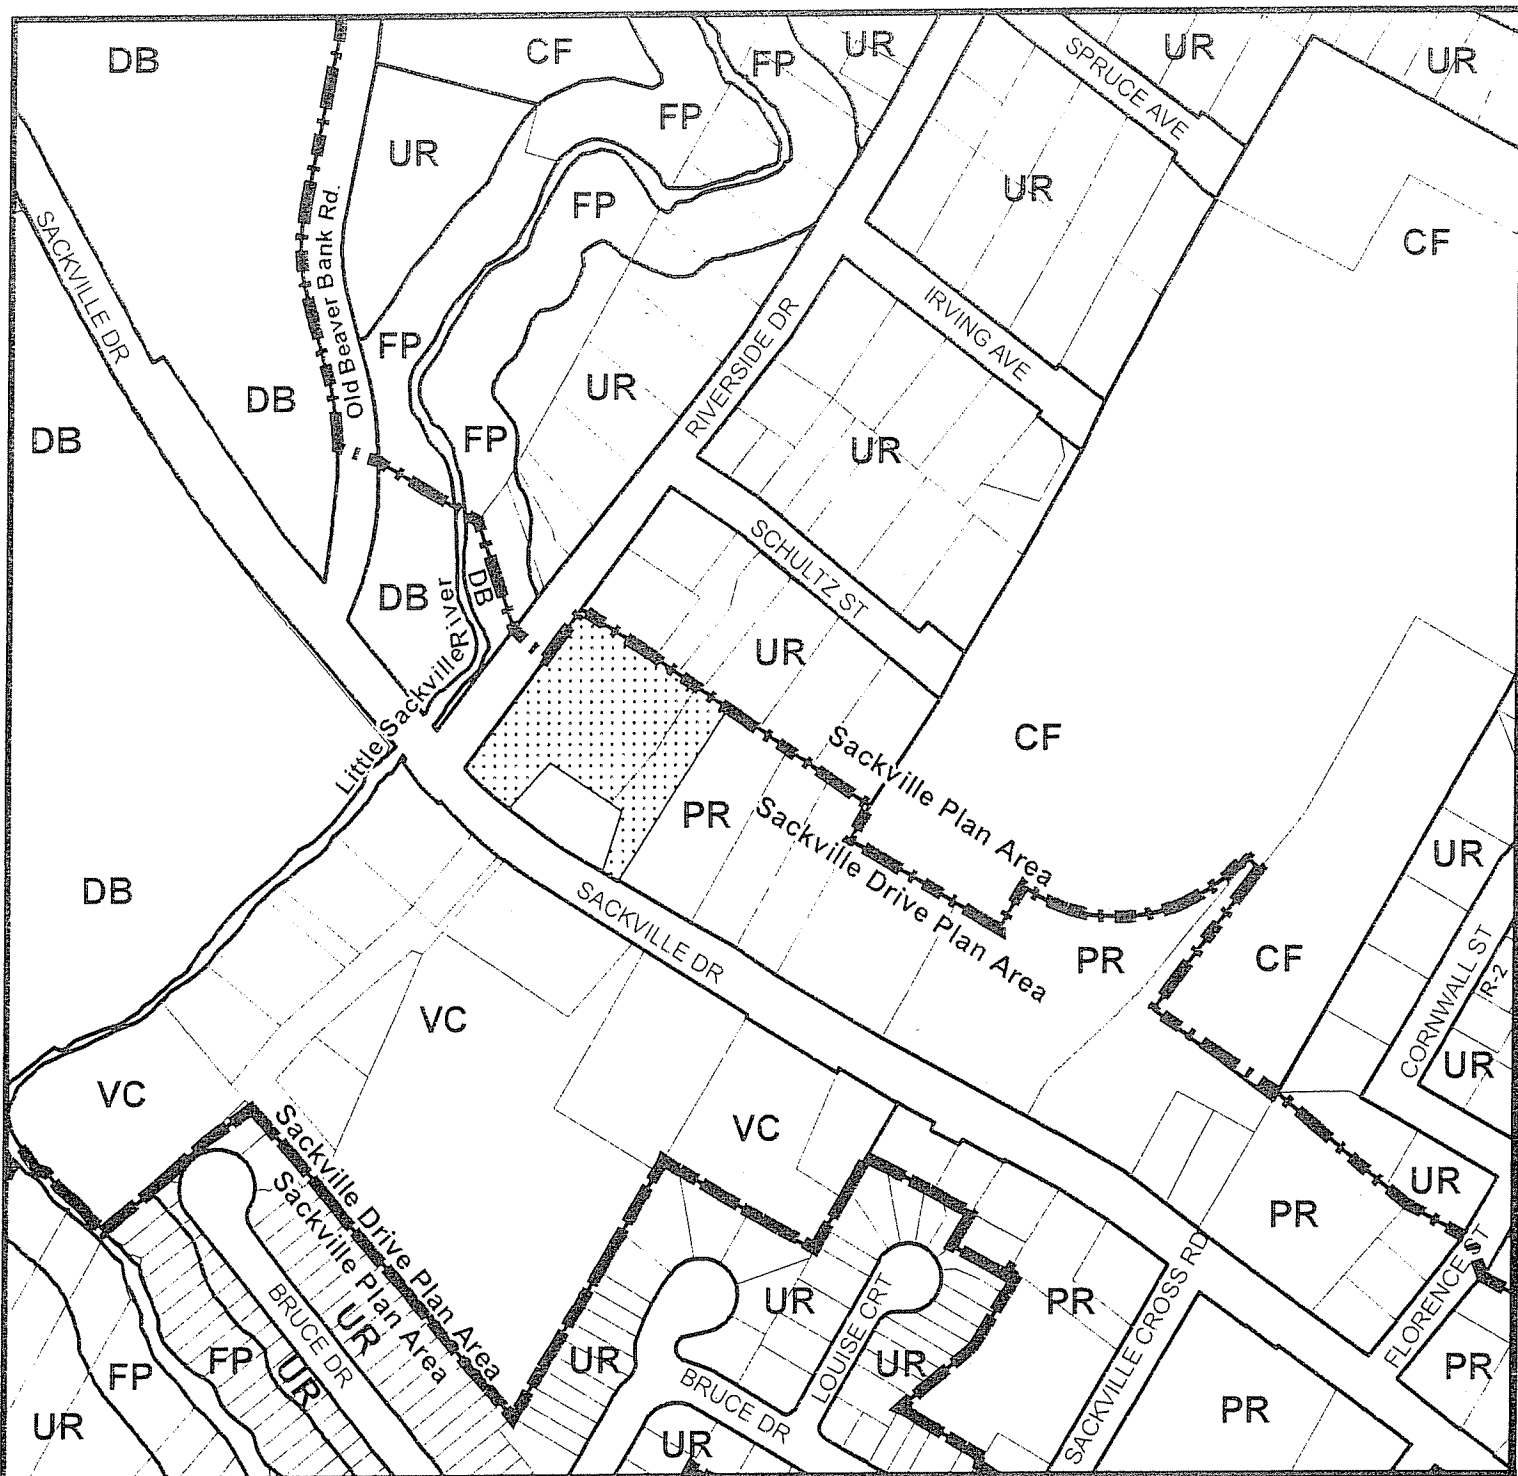 DB
CF
FP
UR
SPRUCE AVE
UR
UR
FP
UR
SACKVILLE DR
Old Beaver Bank Rd.
FP
UR
CF
IRVING AVE
RIVERSIDE DR
FP
DB
UR
DB
FP
UR
SCHULTZ ST
DB
DB
Little Sackville River
UR
CF
Sackville Plan Area
PR
Sackville Drive Plan Area
UR
DB
SACKVILLE DR
PR
CF
CORNWALL ST
R-2
VC
UR
VC
VC
Sackville Drive Plan Area
Sackville Plan Area
UR
PR
SACKVILLE CROSS RD
FLORENCE ST
BRUCE DR
UR
UR
LOUISE CRT
PR
FP
FP
UR
UR
UR
PR
BRUCE DR
UR
UR
PR